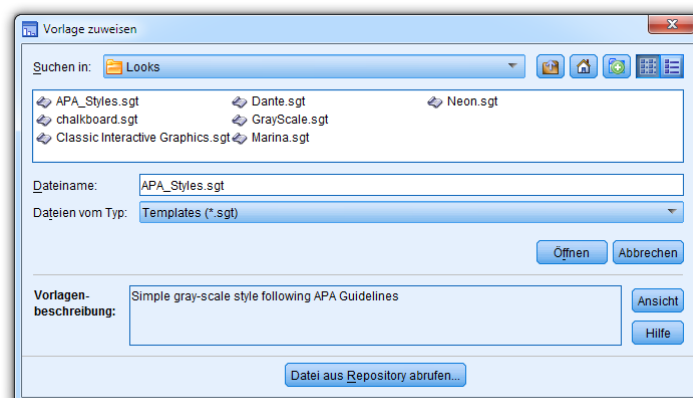 Vorlage zuweisen
Suchen in: Looks
APA_Styles.sgt Dante.sgt Neon.sgt
chalkboard.sgt GrayScale.sgt
Classic Interactive Graphics.sgt Marina.sgt
Dateiname: APA_Styles.sgt
Dateien vom Typ: Templates (*.sgt)
Öffnen Abbrechen
Vorlagen- Simple gray-scale style following APA Guidelines Ansicht
beschreibung:
Hilfe
Datei aus Repository abrufen...